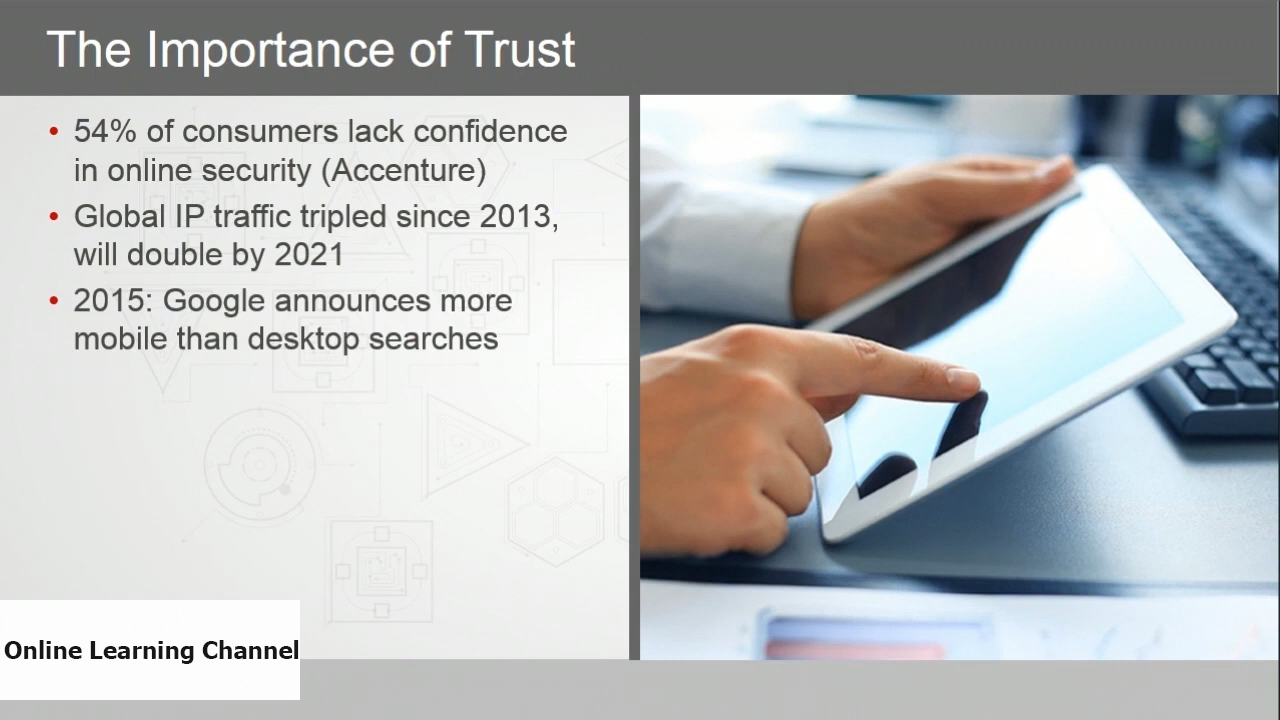 The Importance of Trust
• 54% of consumers lack confidence
in online security (Accenture)
• Global IP traffic tripled since 2013,
will double by 2021
• 2015: Google announces more
mobile than desktop searches
Online Learning Channel